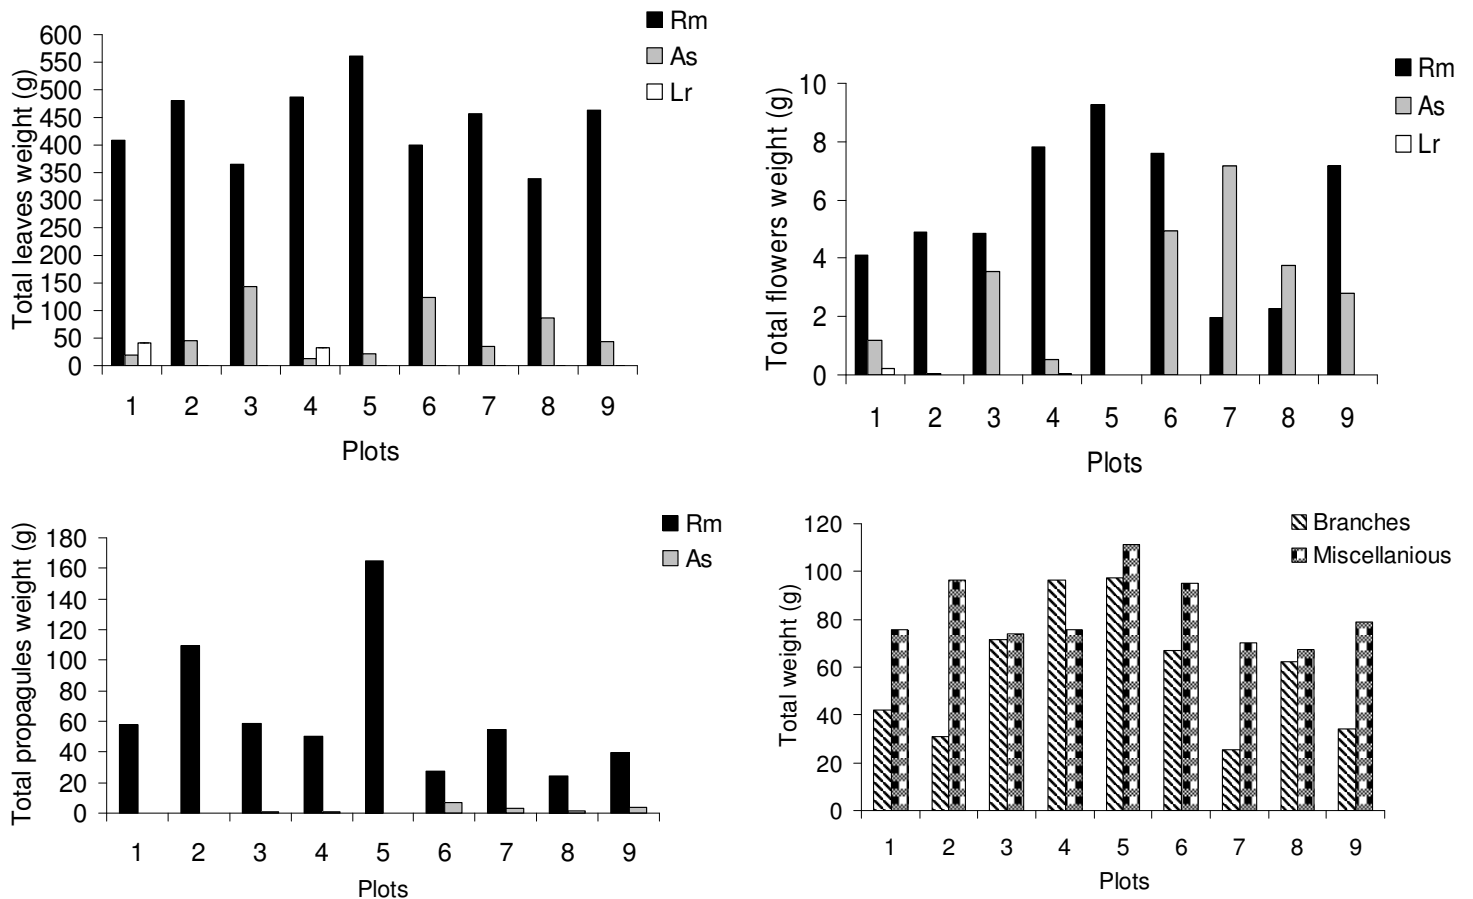 Total leaves weight (g)
600
550
500
450
400
350
300
250
200
150
100
50
0
1 2 3 4 5 6 7 8 9
Plots
Rm
As
Lr
Total flowers weight (g)
10
8
6
4
2
0
1 2 3 4 5 6 7 8 9
Plots
Rm
As
Lr
Total propagules weight (g)
180
160
140
120
100
80
60
40
20
0
1 2 3 4 5 6 7 8 9
Plots
Rm
As
Total weight (g)
120
100
80
60
40
20
0
1 2 3 4 5 6 7 8 9
Plots
Branches
Miscellanious